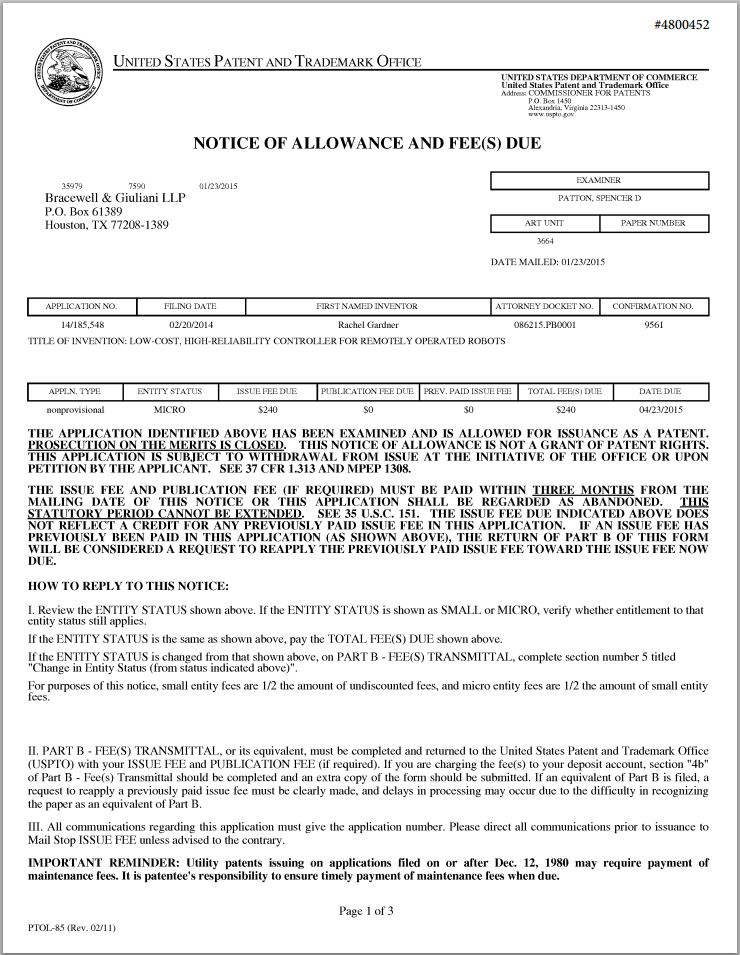 #4800452
UNITED STATES PATENT AND TRADEMARK OFFICE
UNITED STATES DEPARTMENT OF COMMERCE
United States Patent and Trademark Office
Address: COMMISSIONER FOR PATENTS
P.O. Box 1450
Alexandria, Virginia 22313-1450
www.uspto.gov
NOTICE OF ALLOWANCE AND FEE(S) DUE
35979 7590 01/23/2015
Bracewell & Giuliani LLP
P.O. Box 61389
Houston, TX 77208-1389
EXAMINER
PATTON, SPENCER D
ART UNIT PAPER NUMBER
3664
DATE MAILED: 01/23/2015
APPLICATION NO. FILING DATE FIRST NAMED INVENTOR ATTORNEY DOCKET NO. CONFIRMATION NO.
14/185,548 02/20/2014 Rachel Gardner 086215.PB0001 9561
TITLE OF INVENTION: LOW-COST, HIGH-RELIABILITY CONTROLLER FOR REMOTELY OPERATED ROBOTS
APPLN. TYPE ENTITY STATUS ISSUE FEE DUE PUBLICATION FEE DUE PREV. PAID ISSUE FEE TOTAL FEE(S) DUE DATE DUE
nonprovisional MICRO $240 $0 $0 $240 04/23/2015
THE APPLICATION IDENTIFIED ABOVE HAS BEEN EXAMINED AND IS ALLOWED FOR ISSUANCE AS A PATENT.
PROSECUTION ON THE MERITS IS CLOSED. THIS NOTICE OF ALLOWANCE IS NOT A GRANT OF PATENT RIGHTS.
THIS APPLICATION IS SUBJECT TO WITHDRAWAL FROM ISSUE AT THE INITIATIVE OF THE OFFICE OR UPON
PETITION BY THE APPLICANT. SEE 37 CFR 1.313 AND MPEP 1308.
THE ISSUE FEE AND PUBLICATION FEE (IF REQUIRED) MUST BE PAID WITHIN THREE MONTHS FROM THE
MAILING DATE OF THIS NOTICE OR THIS APPLICATION SHALL BE REGARDED AS ABANDONED. THIS
STATUTORY PERIOD CANNOT BE EXTENDED. SEE 35 U.S.C. 151. THE ISSUE FEE DUE INDICATED ABOVE DOES
NOT REFLECT A CREDIT FOR ANY PREVIOUSLY PAID ISSUE FEE IN THIS APPLICATION. IF AN ISSUE FEE HAS
PREVIOUSLY BEEN PAID IN THIS APPLICATION (AS SHOWN ABOVE), THE RETURN OF PART B OF THIS FORM
WILL BE CONSIDERED A REQUEST TO REAPPLY THE PREVIOUSLY PAID ISSUE FEE TOWARD THE ISSUE FEE NOW
DUE.
HOW TO REPLY TO THIS NOTICE:
I. Review the ENTITY STATUS shown above. If the ENTITY STATUS is shown as SMALL or MICRO, verify whether entitlement to that
entity status still applies.
If the ENTITY STATUS is the same as shown above, pay the TOTAL FEE(S) DUE shown above.
If the ENTITY STATUS is changed from that shown above, on PART B - FEE(S) TRANSMITTAL, complete section number 5 titled
"Change in Entity Status (from status indicated above)".
For purposes of this notice, small entity fees are 1/2 the amount of undiscounted fees, and micro entity fees are 1/2 the amount of small entity
fees.
II. PART B - FEE(S) TRANSMITTAL, or its equivalent, must be completed and returned to the United States Patent and Trademark Office
(USPTO) with your ISSUE FEE and PUBLICATION FEE (if required). If you are charging the fee(s) to your deposit account, section "4b"
of Part B - Fee(s) Transmittal should be completed and an extra copy of the form should be submitted. If an equivalent of Part B is filed, a
request to reapply a previously paid issue fee must be clearly made, and delays in processing may occur due to the difficulty in recognizing
the paper as an equivalent of Part B.
III. All communications regarding this application must give the application number. Please direct all communications prior to issuance to
Mail Stop ISSUE FEE unless advised to the contrary.
IMPORTANT REMINDER: Utility patents issuing on applications filed on or after Dec. 12, 1980 may require payment of
maintenance fees. It is patentee's responsibility to ensure timely payment of maintenance fees when due.
Page 1 of 3
PTOL-85 (Rev. 02/11)